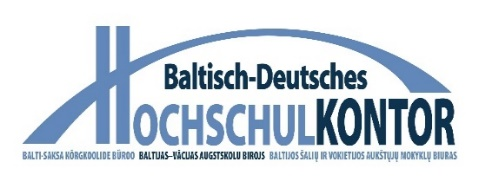 Baltisch-Deutsches
HOCHSCHULKONTOR
BALTI-SAKSA KÕRGKOOLIDE BÜROO BALTIJAS–VĀCIJAS AUGSTSKOLU BIROJS BALTIJOS ŠALIŲ IR VOKIETIJOS AUKŠTŲJŲ MOKYKLŲ BIURAS